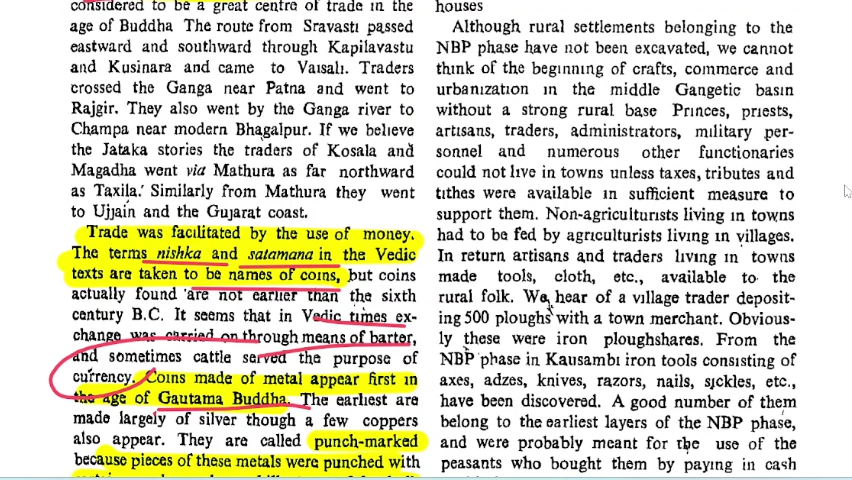 considered to be a great centre of trade in the
age of Buddha The route from Sravasti passed
eastward and southward through Kapilavastu
and Kusinara and came to Vaisali. Traders
crossed the Ganga near Patna and went to
Rajgir. They also went by the Ganga river to
Champa near modern Bhagalpur. If we believe
the Jataka stories the traders of Kosala and
Magadha went via Mathura as far northward
as Taxila. Similarly from Mathura they went
to Ujjain and the Gujarat coast.
Trade was facilitated by the use of money.
The terms nishka and satamana in the Vedic
texts are taken to be names of coins, but coins
actually found are not earlier than the sixth
century B.C. It seems that in Vedic times ex-
change was carried on through means of barter,
and sometimes cattle served the purpose of
currency. Coins made of metal appear first in
the age of Gautama Buddha. The earliest are
made largely of silver though a few coppers
also appear. They are called punch-marked
because pieces of these metals were punched with
houses
Although rural settlements belonging to the
NBP phase have not been excavated, we cannot
think of the beginning of crafts, commerce and
urbanization in the middle Gangetic basin
without a strong rural base Princes, priests,
artisans, traders, administrators, military per-
sonnel and numerous other functionaries
could not live in towns unless taxes, tributes and
tithes were available in sufficient measure to
support them. Non-agriculturists living in towns
had to be fed by agriculturists living in villages.
In return artisans and traders living in towns
made tools, cloth, etc., available to the
rural folk. We hear of a village trader deposit-
ing 500 ploughs with a town merchant. Obvious-
ly these were iron ploughshares. From the
NBP phase in Kausambi iron tools consisting of
axes, adzes, knives, razors, nails, sickles, etc.,
have been discovered. A good number of them
belong to the earliest layers of the NBP phase,
and were probably meant for the use of the
peasants who bought them by paying in cash